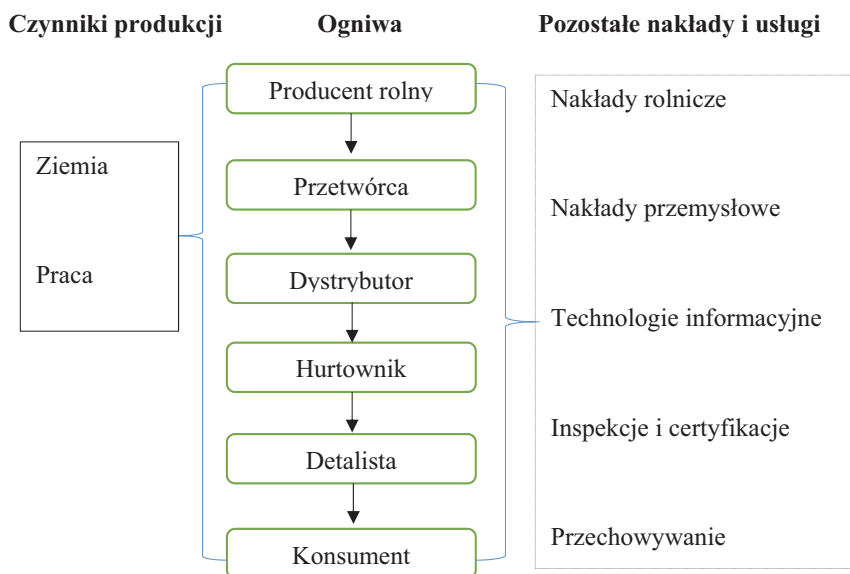 Czynniki produkcji
Ogniwa
Pozostałe nakłady i usługi
Ziemia
Praca
Producent rolny
Przetwórca
Dystrybutor
Hurtownik
Detalista
Konsument
Nakłady rolnicze
Nakłady przemysłowe
Technologie informacyjne
Inspekcje i certyfikacje
Przechowywanie